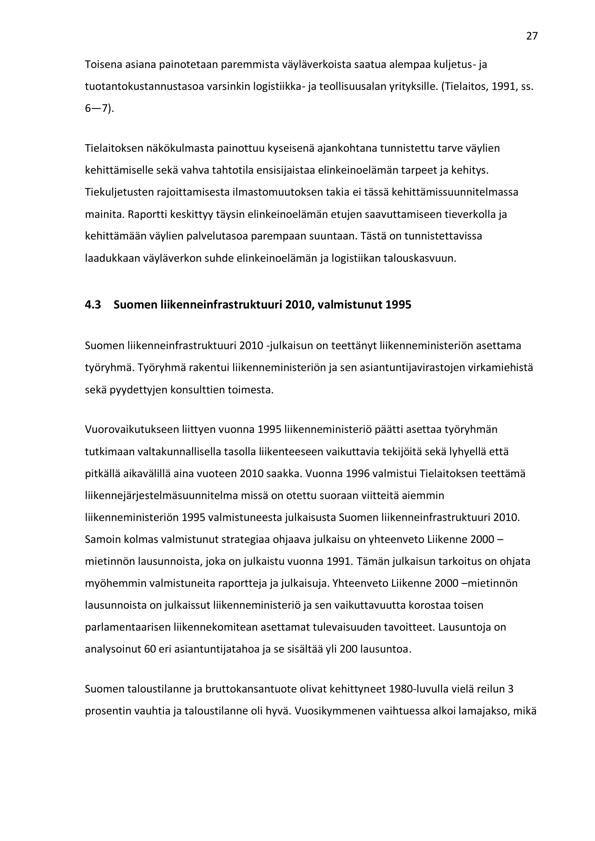 27
Toisena asiana painotetaan paremmista väyläverkoista saatua alempaa kuljetus- ja
tuotantokustannustasoa varsinkin logistiikka- ja teollisuusalan yrityksille. (Tielaitos, 1991, ss.
6—7).
Tielaitoksen näkökulmasta painottuu kyseisenä ajankohtana tunnistettu tarve väylien
kehittämiselle sekä vahva tahtotila ensisijaistaa elinkeinoelämän tarpeet ja kehitys.
Tiekuljetusten rajoittamisesta ilmastomuutoksen takia ei tässä kehittämissuunnitelmassa
mainita. Raportti keskittyy täysin elinkeinoelämän etujen saavuttamiseen tieverkolla ja
kehittämään väylien palvelutasoa parempaan suuntaan. Tästä on tunnistettavissa
laadukkaan väyläverkon suhde elinkeinoelämän ja logistiikan talouskasvuun.
4.3 Suomen liikenneinfrastruktuuri 2010, valmistunut 1995
Suomen liikenneinfrastruktuuri 2010 -julkaisun on teettänyt liikenneministeriön asettama
työryhmä. Työryhmä rakentui liikenneministeriön ja sen asiantuntijavirastojen virkamiehistä
sekä pyydettyjen konsulttien toimesta.
Vuorovaikutukseen liittyen vuonna 1995 liikenneministeriö päätti asettaa työryhmän
tutkimaan valtakunnallisella tasolla liikenteeseen vaikuttavia tekijöitä sekä lyhyellä että
pitkällä aikavälillä aina vuoteen 2010 saakka. Vuonna 1996 valmistui Tielaitoksen teettämä
liikennejärjestelmäsuunnitelma missä on otettu suoraan viitteitä aiemmin
liikenneministeriön 1995 valmistuneesta julkaisusta Suomen liikenneinfrastruktuuri 2010.
Samoin kolmas valmistunut strategiaa ohjaava julkaisu on yhteenveto Liikenne 2000 –
mietinnön lausunnoista, joka on julkaistu vuonna 1991. Tämän julkaisun tarkoitus on ohjata
myöhemmin valmistuneita raportteja ja julkaisuja. Yhteenveto Liikenne 2000 –mietinnön
lausunnoista on julkaissut liikenneministeriö ja sen vaikuttavuutta korostaa toisen
parlamentaarisen liikennekomitean asettamat tulevaisuuden tavoitteet. Lausuntoja on
analysoinut 60 eri asiantuntijatahoa ja se sisältää yli 200 lausuntoa.
Suomen taloustilanne ja bruttokansantuote olivat kehittyneet 1980-luvulla vielä reilun 3
prosentin vauhtia ja taloustilanne oli hyvä. Vuosikymmenen vaihtuessa alkoi lamajakso, mikä